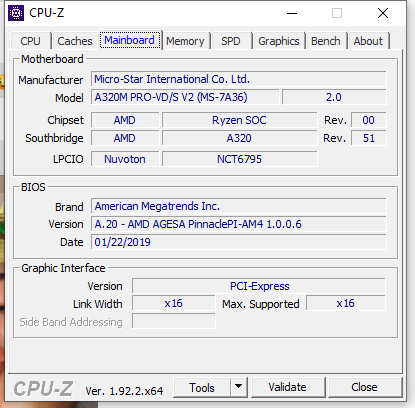 CPU-Z
CPU Caches Mainboard Memory SPD Graphics Bench About
Motherboard
Manufacturer Micro-Star International Co. Ltd.
Model A320M PRO-VD/S V2 (MS-7A36) 2.0
Chipset AMD Ryzen SOC Rev. 00
Southbridge AMD A320 Rev. 51
LPCIO Nuvoton NCT6795
BIOS
Brand American Megatrends Inc.
Version A.20 - AMD AGESA PinnaclePI-AM4 1.0.0.6
Date 01/22/2019
Graphic Interface
Version PCI-Express
Link Width x16 Max. Supported x16
Side Band Addressing
CPU-Z Ver. 1.92.2.x64 Tools Validate Close